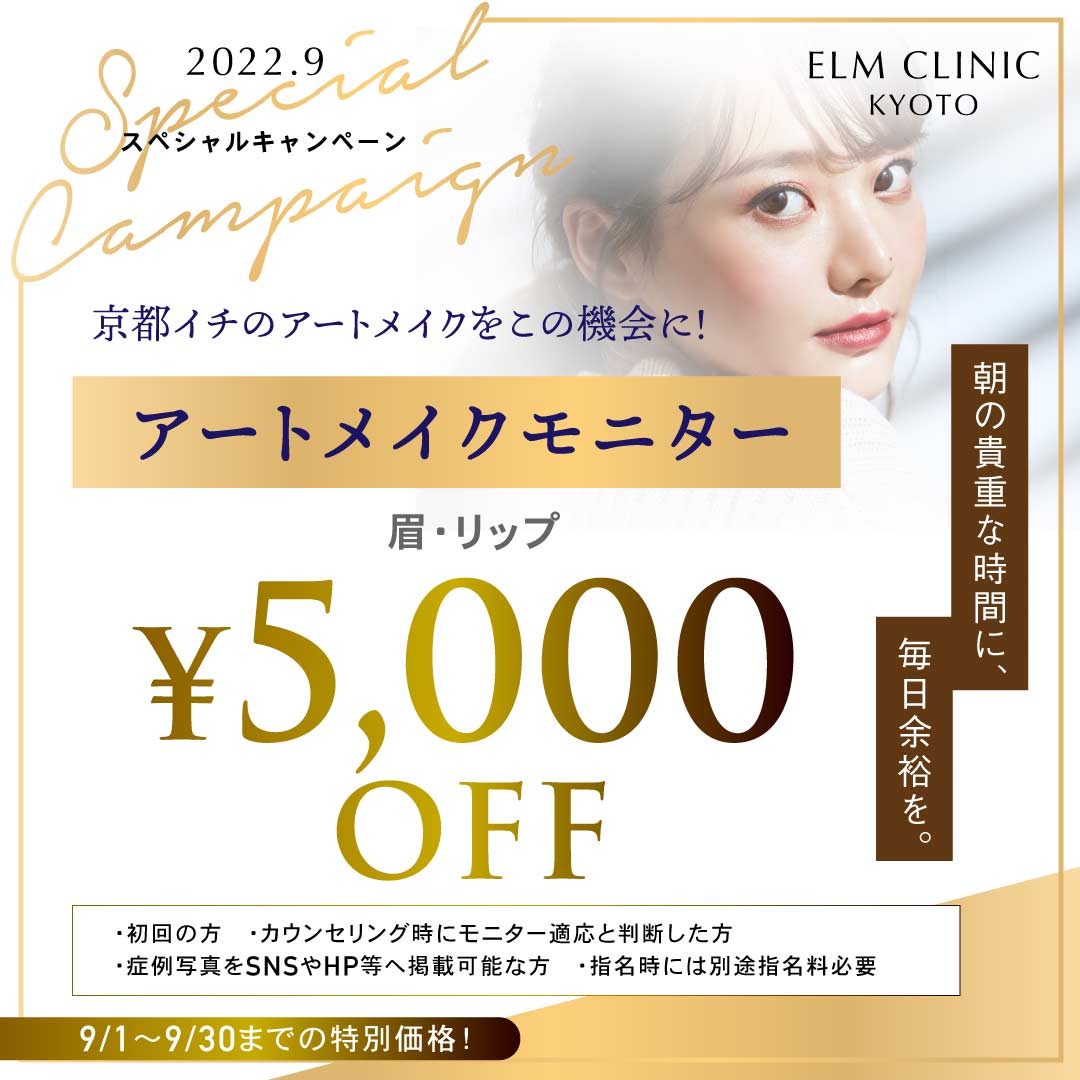 2022.9
Special
スペシャルキャンペーン
Campaign
ELM CLINIC
KYOTO
京都イチのアートメイクをこの機会に!
アートメイクモニター
眉・リップ
¥5,000
OFF
朝の貴重な時間に、
毎日余裕を。
・初回の方 ・カウンセリング時にモニター適応と判断した方
・症例写真をSNSやHP等へ掲載可能な方 ・指名時には別途指名料必要
9/1〜9/30までの特別価格!